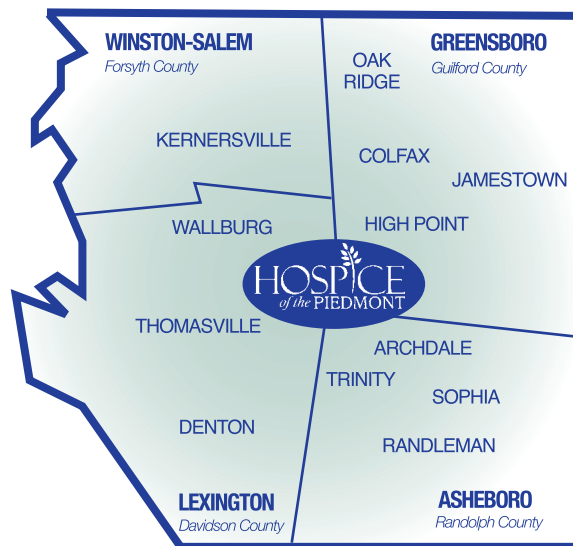 WINSTON-SALEM
Forsyth County
GREENSBORO
Guilford County
OAK
RIDGE
KERNERSVILLE
COLFAX
JAMESTOWN
WALLBURG
HIGH POINT
HOSPICE
of the PIEDMONT
THOMASVILLE
ARCHDALE
TRINITY
SOPHIA
DENTON
RANDLEMAN
LEXINGTON
Davidson County
ASHEBORO
Randolph County